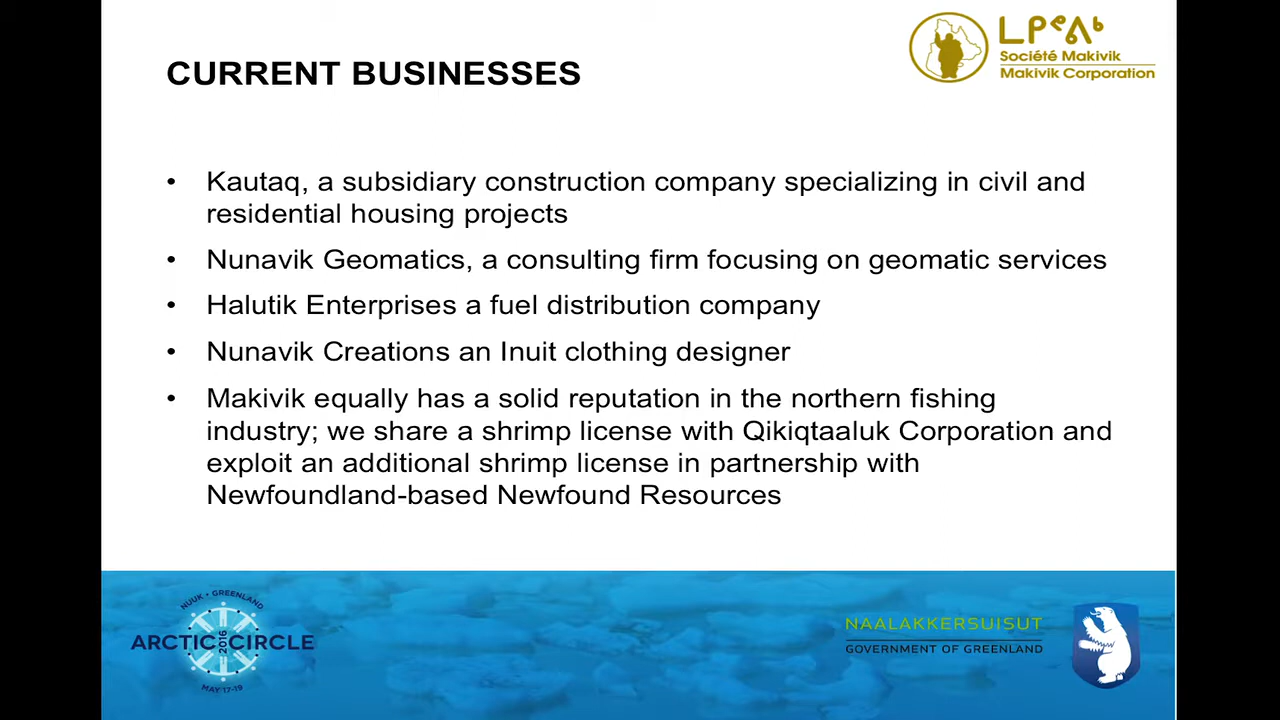 CURRENT BUSINESSES
ᒪᑭᕝᕕᒃ
Société Makivik
Makivik Corporation
• Kautaq, a subsidiary construction company specializing in civil and
residential housing projects
• Nunavik Geomatics, a consulting firm focusing on geomatic services
• Halutik Enterprises a fuel distribution company
• Nunavik Creations an Inuit clothing designer
• Makivik equally has a solid reputation in the northern fishing
industry; we share a shrimp license with Qikiqtaaluk Corporation and
exploit an additional shrimp license in partnership with
Newfoundland-based Newfound Resources
NUUK • GREENLAND
ARCTIC 2016 CIRCLE
MAY 17-19
NAALAKKERSUISUT
GOVERNMENT OF GREENLAND